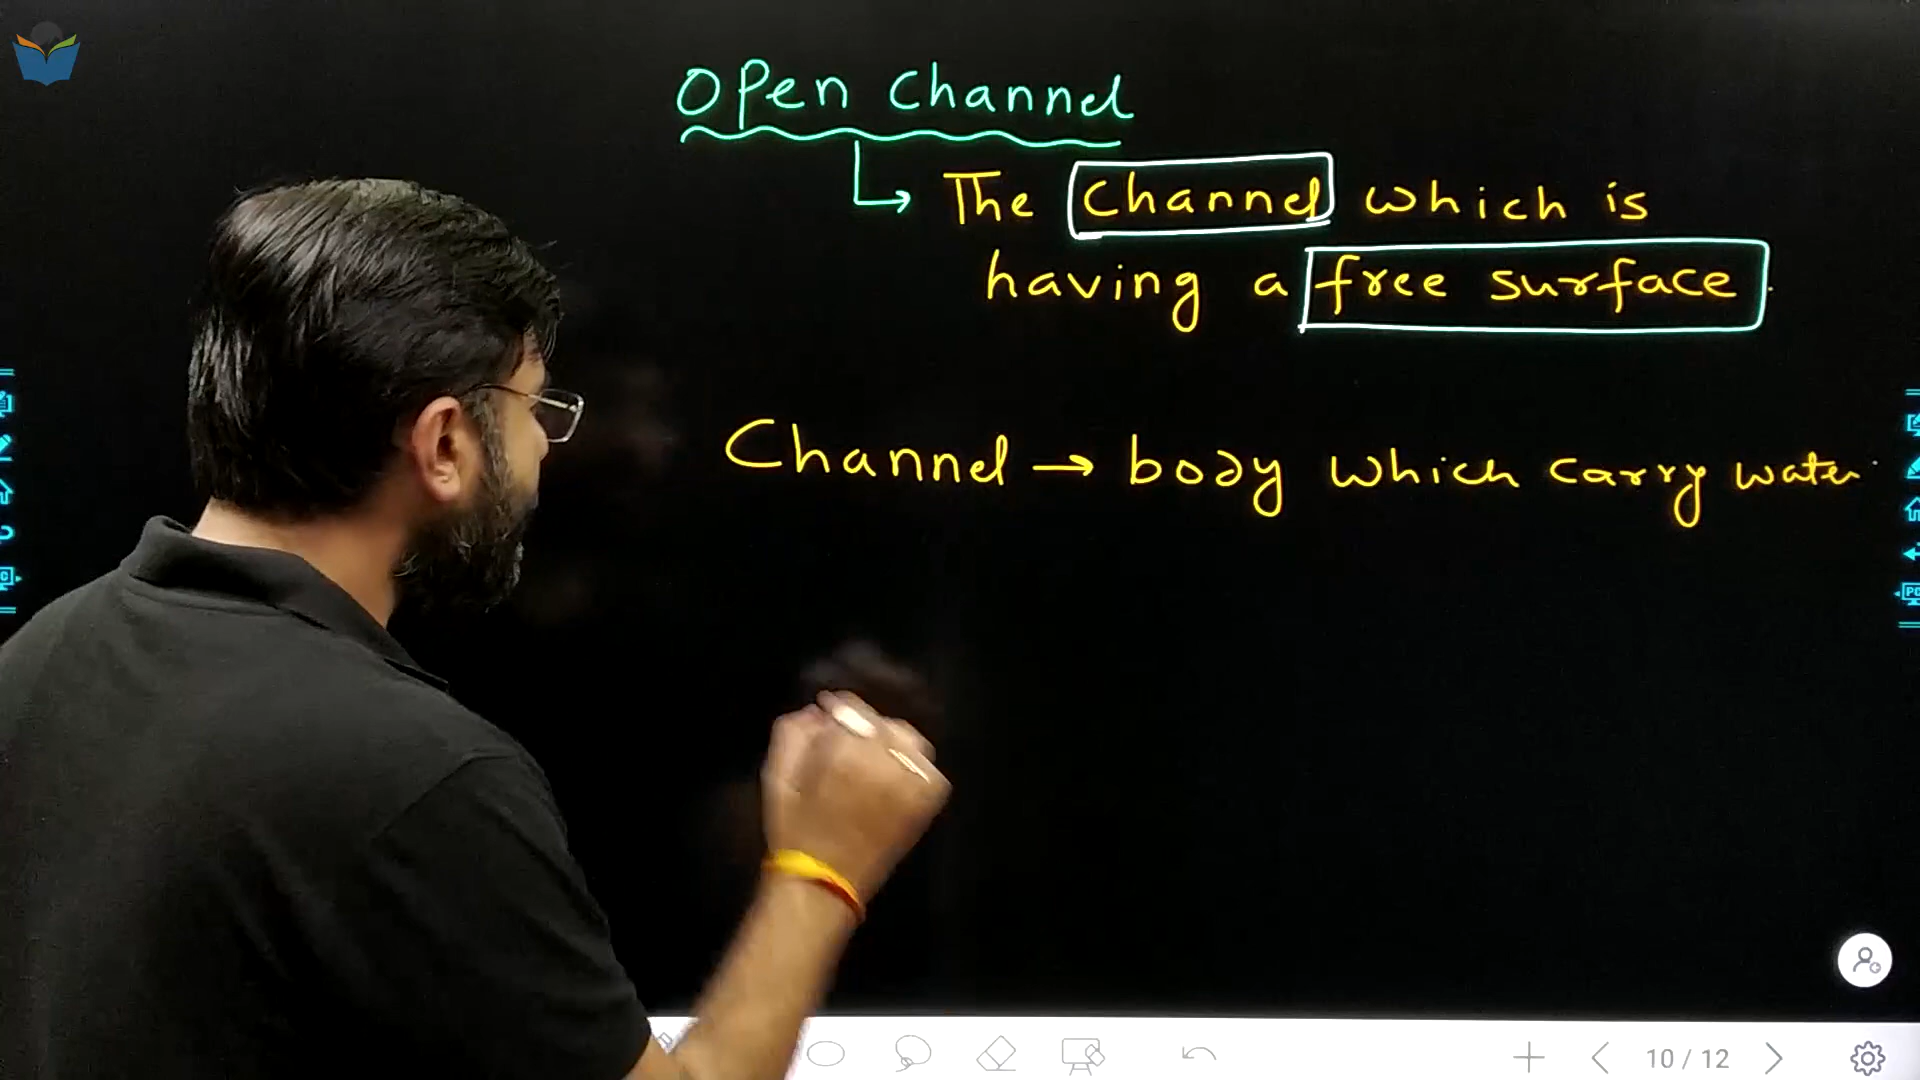 Open Channel
The Channel which is
having a free surface.
Channel → body which carry water
10 / 12